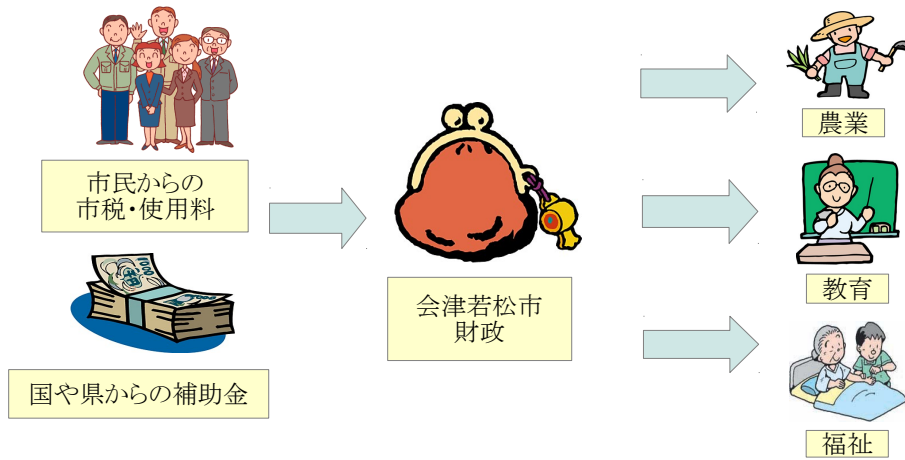 市民からの
市税・使用料
国や県からの補助金
会津若松市
財政
農業
教育
福祉
1000